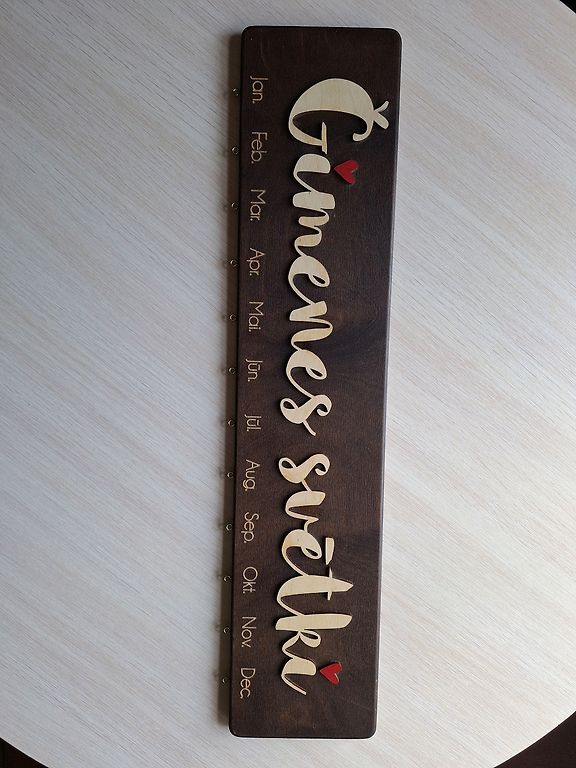 Ģimenes svētki
Jan. Feb. Mar. Apr. Mai. Jūn. Jūl. Aug. Sep. Okt. Nov. Dec.